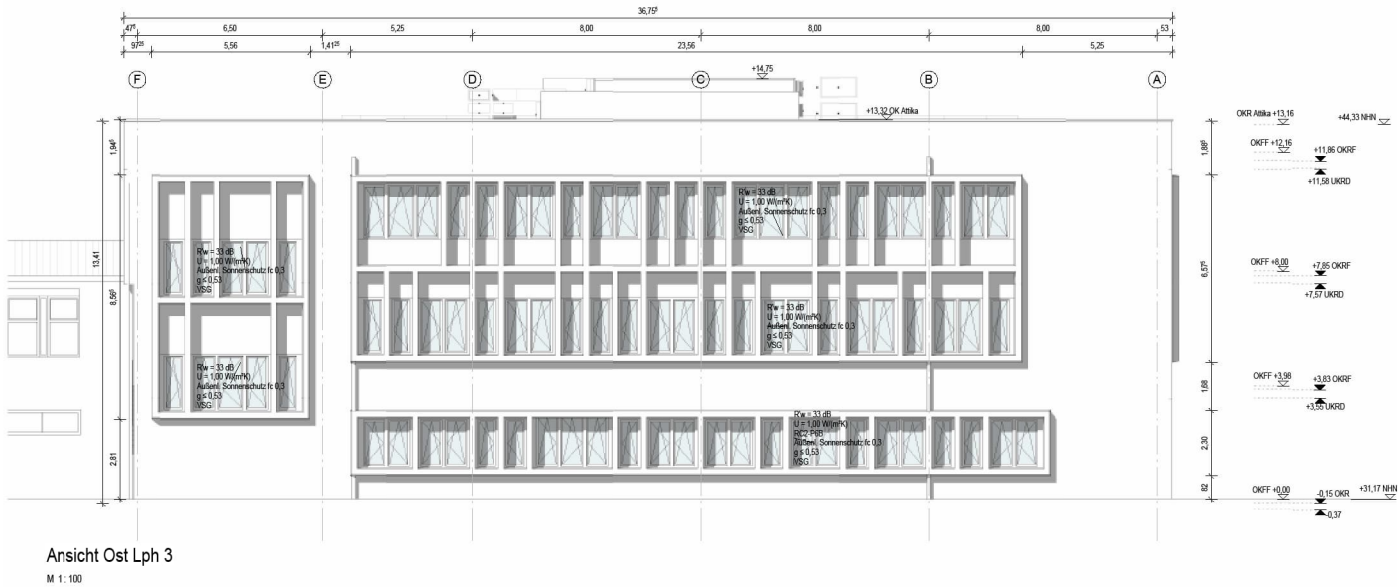 36,75⁵
47⁵ 6,50 5,25 8,00 8,00 8,00 53
97²⁵ 5,56 1,41²⁵ 23,56 5,25
F E D C B A
+14,75
+13,32 OK Attika
OKR Attika +13,16 +44,33 NHN
OKFF +12,16
+11,86 OKRF
+11,58 UKRD
1,94⁵
1,88⁵
R'w = 33 dB
U = 1,00 W/(m²K)
Außenl. Sonnenschutz fc 0,3
g ≤ 0,53
VSG
R'w = 33 dB
U = 1,00 W/(m²K)
Außenl. Sonnenschutz fc 0,3
g ≤ 0,53
VSG
13,41
8,56⁵
6,57⁵
OKFF +8,00
+7,85 OKRF
+7,57 UKRD
R'w = 33 dB
U = 1,00 W/(m²K)
Außenl. Sonnenschutz fc 0,3
g ≤ 0,53
VSG
R'w = 33 dB
U = 1,00 W/(m²K)
Außenl. Sonnenschutz fc 0,3
g ≤ 0,53
VSG
1,68
OKFF +3,98
+3,83 OKRF
+3,55 UKRD
R'w = 33 dB
U = 1,00 W/(m²K)
RC2-P6B
Außenl. Sonnenschutz fc 0,3
g ≤ 0,53
VSG
2,81
2,30
82
OKFF +0,00
-0,15 OKR
+31,17 NHN
-0,37
Ansicht Ost Lph 3
M 1: 100